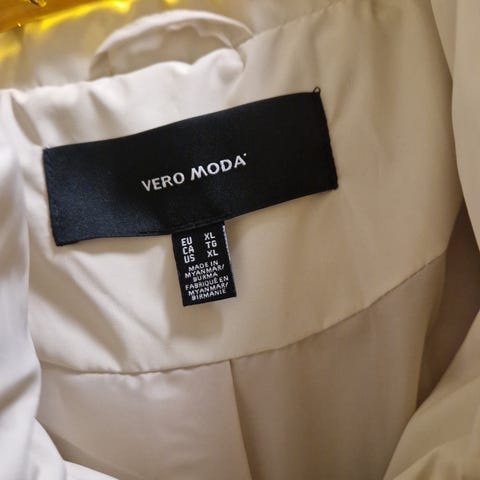 VERO MODA
EU XL
CA TG
US XL
MADE IN
MYANMAR/
BURMA
FABRIQUÉ EN
MYANMAR/
BIRMANIE